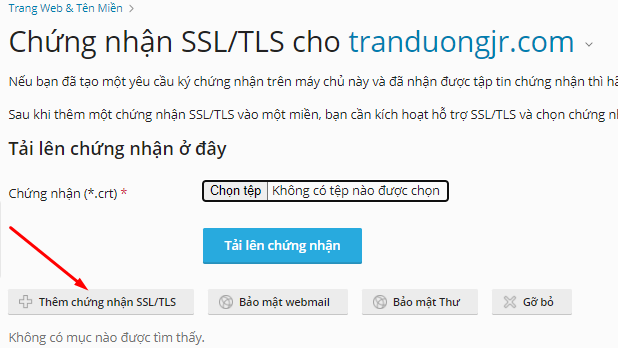 Trang Web & Tên Miền >
Chứng nhận SSL/TLS cho tranduongjr.com
Nếu bạn đã tạo một yêu cầu ký chứng nhận trên máy chủ này và đã nhận được tập tin chứng nhận thì
Sau khi thêm một chứng nhận SSL/TLS vào một miền, bạn cần kích hoạt hỗ trợ SSL/TLS và chọn chứng
Tải lên chứng nhận ở đây
Chứng nhận (*.crt) * Chọn tệp Không có tệp nào được chọn
Tải lên chứng nhận
Thêm chứng nhận SSL/TLS Bảo mật webmail Bảo mật Thư Gỡ bỏ
Không có mục nào được tìm thấy.